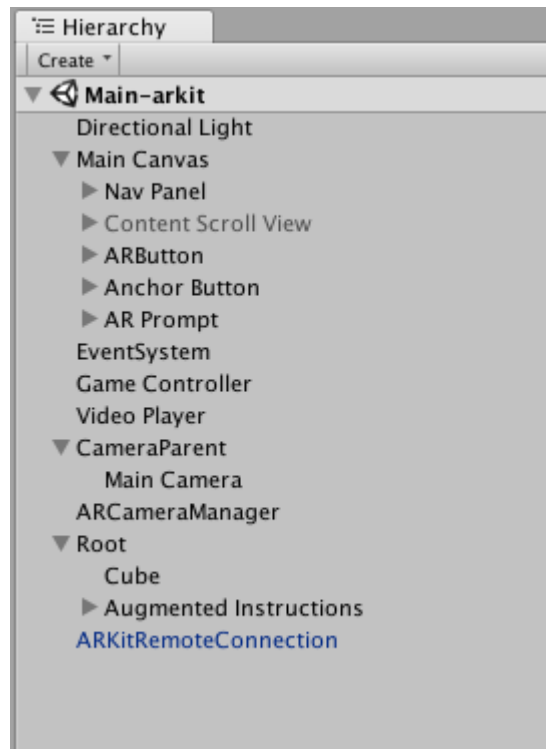 Hierarchy
Create
Main-arkit
Directional Light
Main Canvas
Nav Panel
Content Scroll View
ARButton
Anchor Button
AR Prompt
EventSystem
Game Controller
Video Player
CameraParent
Main Camera
ARCameraManager
Root
Cube
Augmented Instructions
ARKitRemoteConnection